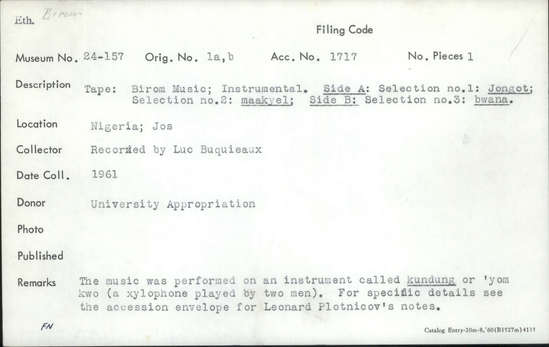 Eth. Birom
Filing Code
Museum No. 24-157 Orig. No. 1a,b Acc. No. 1717 No. Pieces 1
Description Tape: Birom Music; Instrumental. Side A: Selection no.1: Jongot;
Selection no.2: maakyel; Side B: Selection no.3: bwana.
Location Nigeria; Jos
Collector Recorded by Luc Buquieaux
Date Coll. 1961
Donor University Appropriation
Photo
Published
Remarks The music was performed on an instrument called kundung or 'yom
kwo (a xylophone played by two men). For specific details see
the accession envelope for Leonard Plotnicov's notes.
FN
Catalog Entry-30m-8,'60(B1927m)4111